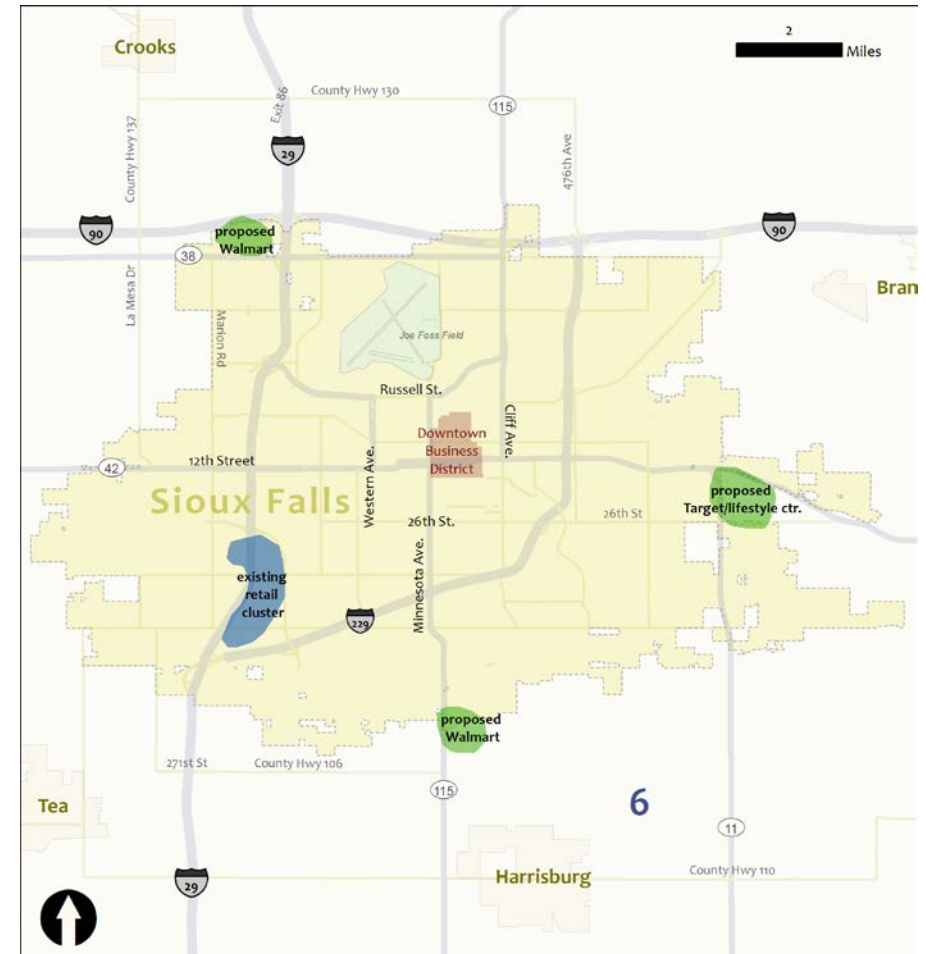 Crooks
2
Miles
County Hwy 130
Exit 86
115
County Hwy 137
29
476th Ave
90
proposed
Walmart
90
38
La Mesa Dr
Bran
Marion Rd
Joe Foss Field
Russell St.
Downtown
Business
District
Cliff Ave.
12th Street
42
Western Ave.
Sioux Falls
proposed
Target/lifestyle ctr.
26th St.
26th St
existing
retail
cluster
Minnesota Ave.
229
proposed
Walmart
271st St
County Hwy 106
115
Tea
6
11
Harrisburg
County Hwy 110
29